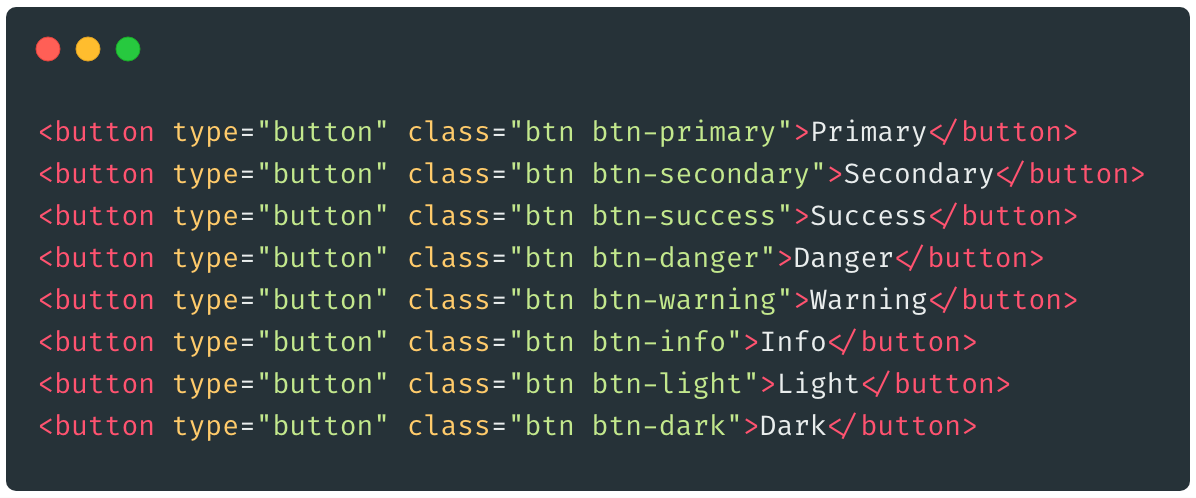 <button type="button" class="btn btn-primary">Primary</button>
<button type="button" class="btn btn-secondary">Secondary</button>
<button type="button" class="btn btn-success">Success</button>
<button type="button" class="btn btn-danger">Danger</button>
<button type="button" class="btn btn-warning">Warning</button>
<button type="button" class="btn btn-info">Info</button>
<button type="button" class="btn btn-light">Light</button>
<button type="button" class="btn btn-dark">Dark</button>